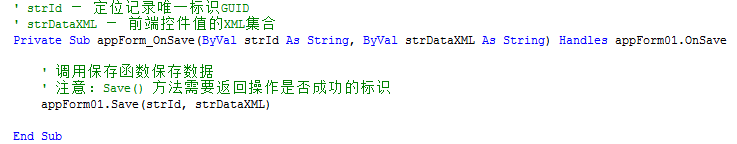 ' strId － 定位记录唯一标识GUID
' strDataXML － 前端控件值的XML集合
Private Sub appForm_OnSave(ByVal strId As String, ByVal strDataXML As String) Handles appForm01.OnSave
' 调用保存函数保存数据
' 注意：Save() 方法需要返回操作是否成功的标识
appForm01.Save(strId, strDataXML)
End Sub